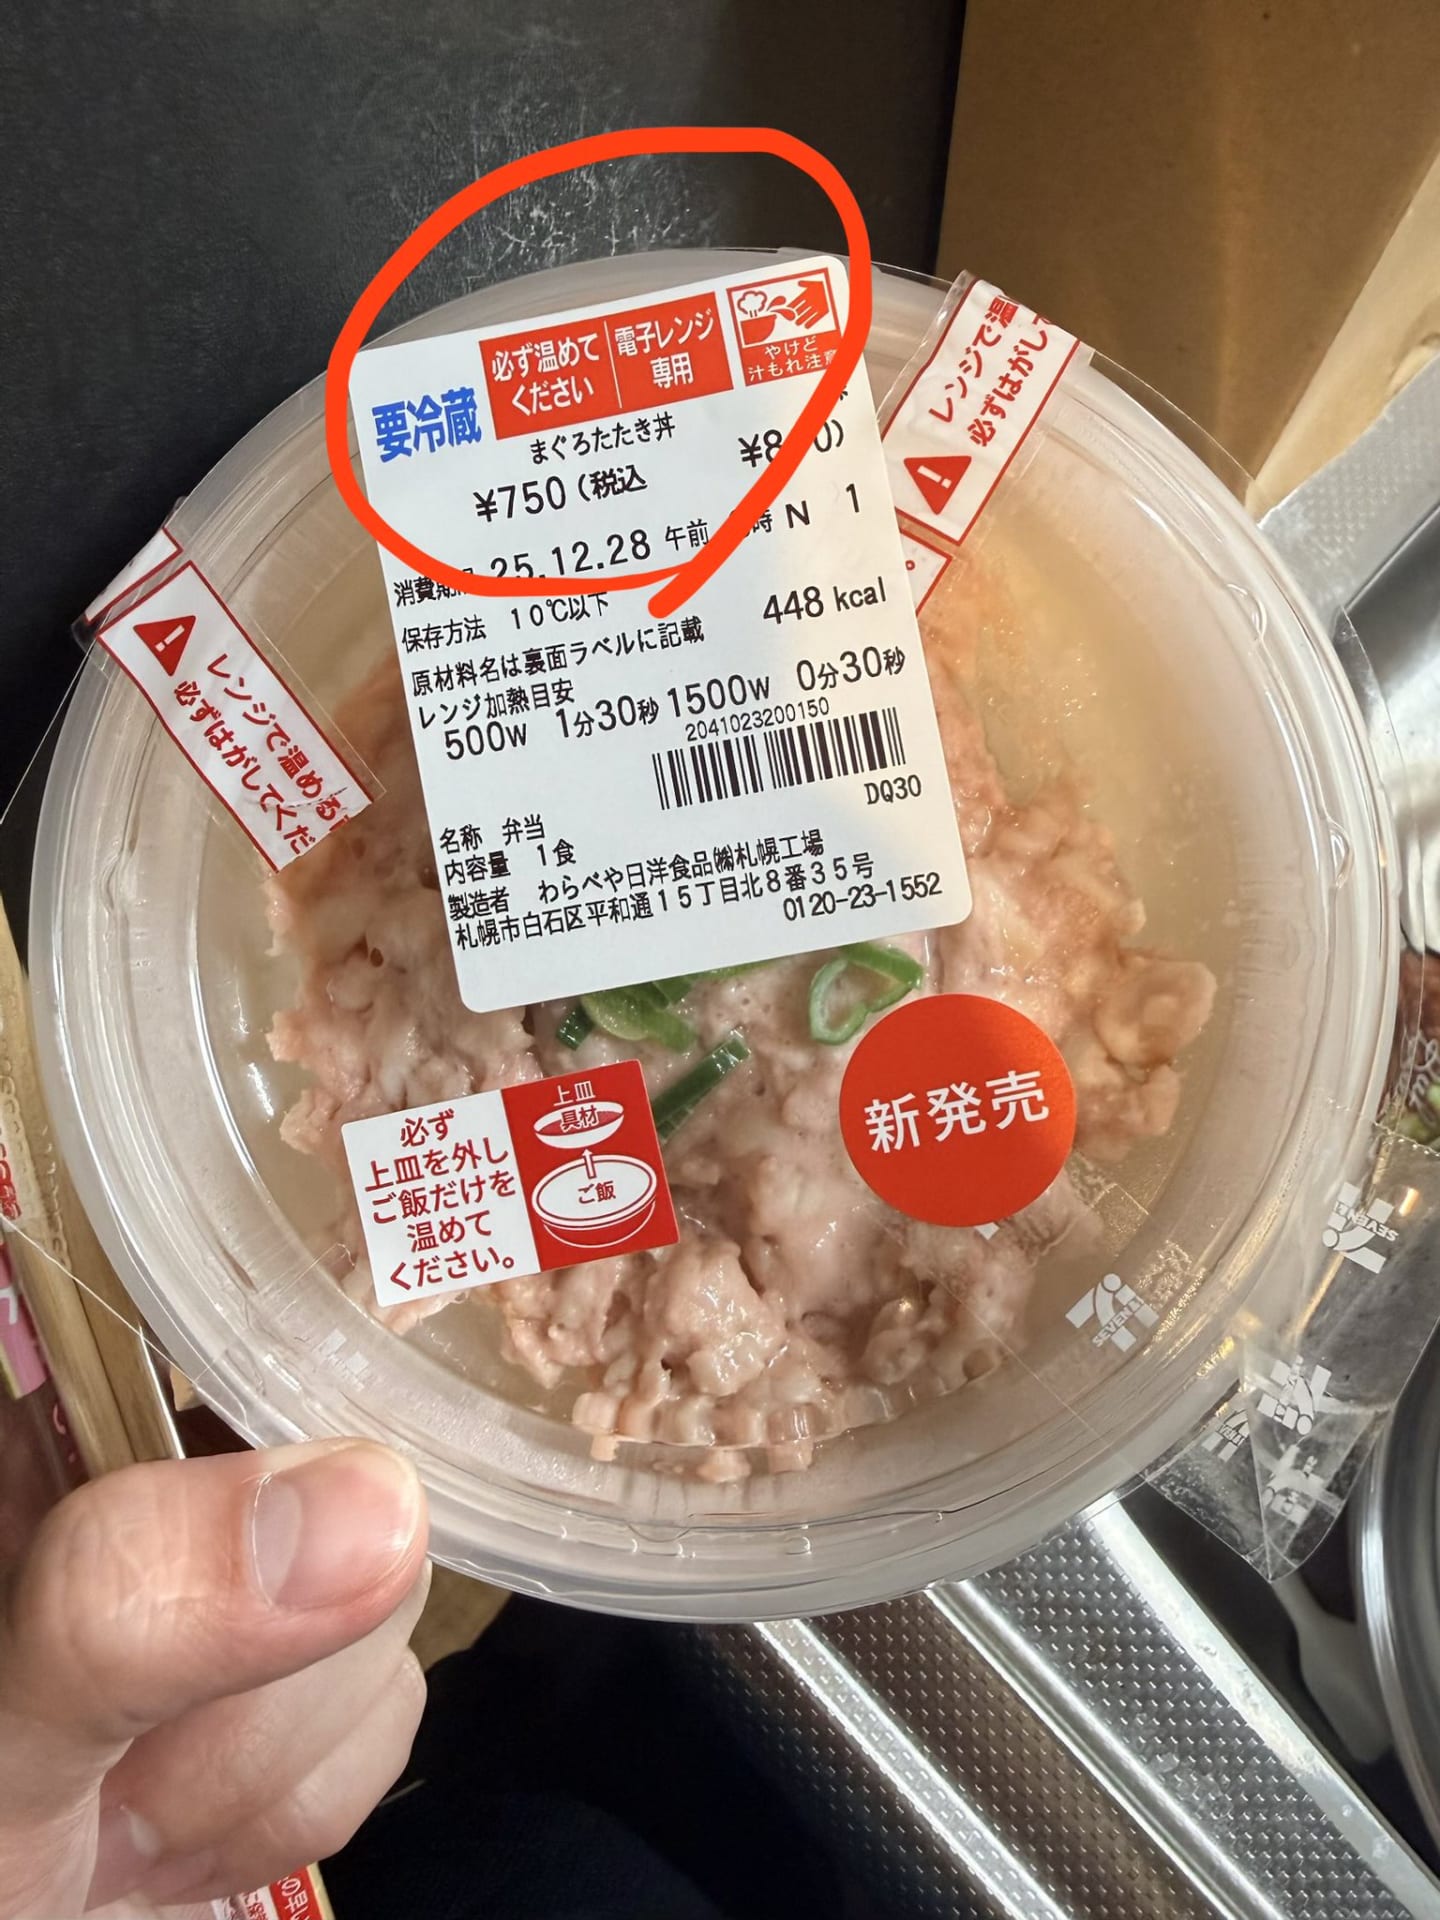 要冷蔵
必ず温めて
ください
電子レンジ
専用
やけど
汁もれ注意
まぐろたたき丼
¥750(税込
消費期限 25.12.28 午前 時 N 1
保存方法 10℃以下
448 kcal
原材料名は裏面ラベルに記載
レンジ加熱目安
500W 1分30秒 1500W 0分30秒
2041023200150
DQ30
名称 弁当
内容量 1食
製造者 わらべや日洋食品㈱札幌工場
札幌市白石区平和通15丁目北8番35号
0120-23-1552
レンジで温
必ずはがし
レンジで温める
必ずはがしてくだ
必ず
上皿を外し
ご飯だけを
温めて
ください。
上皿
具材
ご飯
新発売
SEVEN
SEVEN